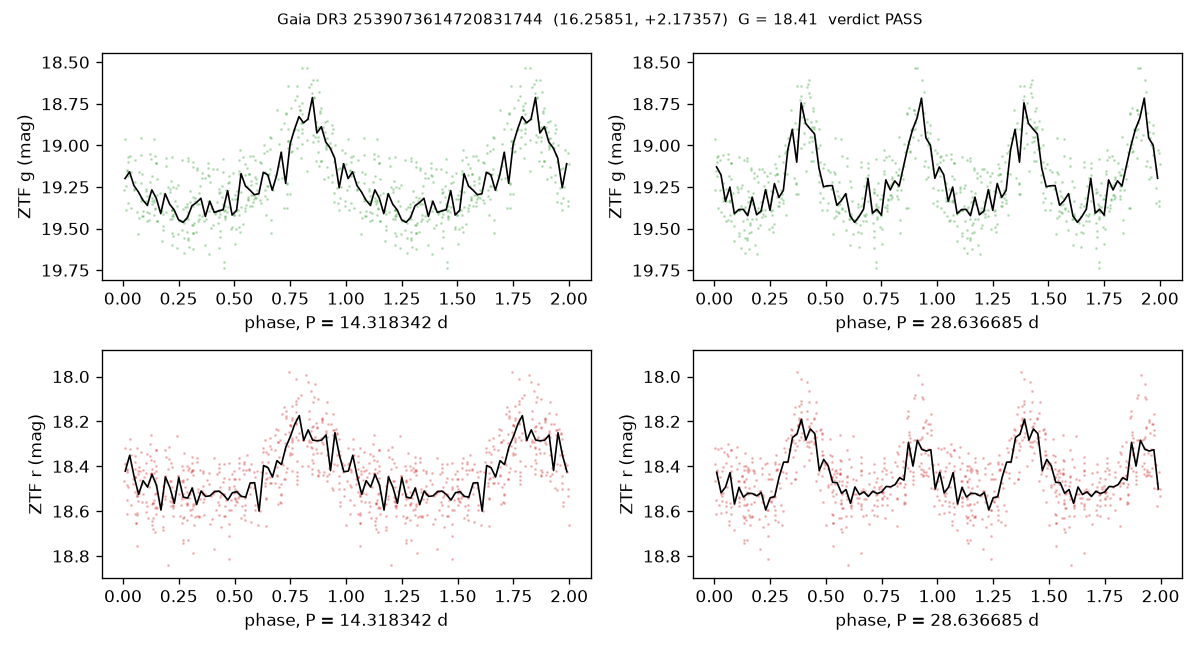 Gaia DR3 2539073614720831744 (16.25851, +2.17357) G = 18.41 verdict PASS
ZTF g (mag)
18.50
18.75
19.00
19.25
19.50
19.75
0.00 0.25 0.50 0.75 1.00 1.25 1.50 1.75 2.00
phase, P = 14.318342 d
ZTF g (mag)
18.50
18.75
19.00
19.25
19.50
19.75
0.00 0.25 0.50 0.75 1.00 1.25 1.50 1.75 2.00
phase, P = 28.636685 d
ZTF r (mag)
18.0
18.2
18.4
18.6
18.8
0.00 0.25 0.50 0.75 1.00 1.25 1.50 1.75 2.00
phase, P = 14.318342 d
ZTF r (mag)
18.0
18.2
18.4
18.6
18.8
0.00 0.25 0.50 0.75 1.00 1.25 1.50 1.75 2.00
phase, P = 28.636685 d